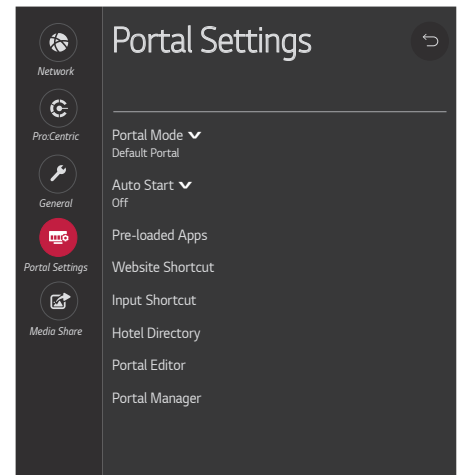 Portal Settings
Network
Pro:Centric
General
Portal Settings
Media Share
Portal Mode
Default Portal
Auto Start
Off
Pre-loaded Apps
Website Shortcut
Input Shortcut
Hotel Directory
Portal Editor
Portal Manager